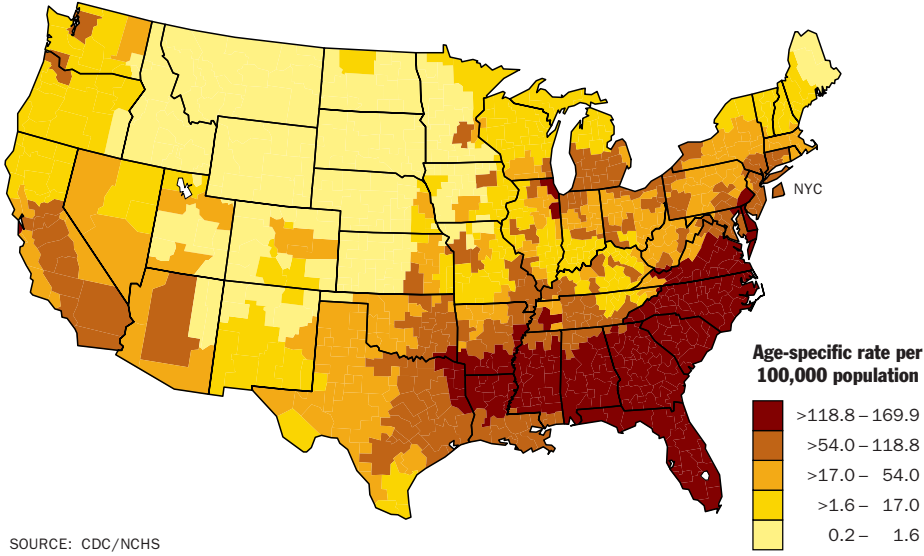 NYC
Age-specific rate per
100,000 population
>118.8 – 169.9
>54.0 – 118.8
>17.0 – 54.0
>1.6 – 17.0
0.2 – 1.6
SOURCE: CDC/NCHS